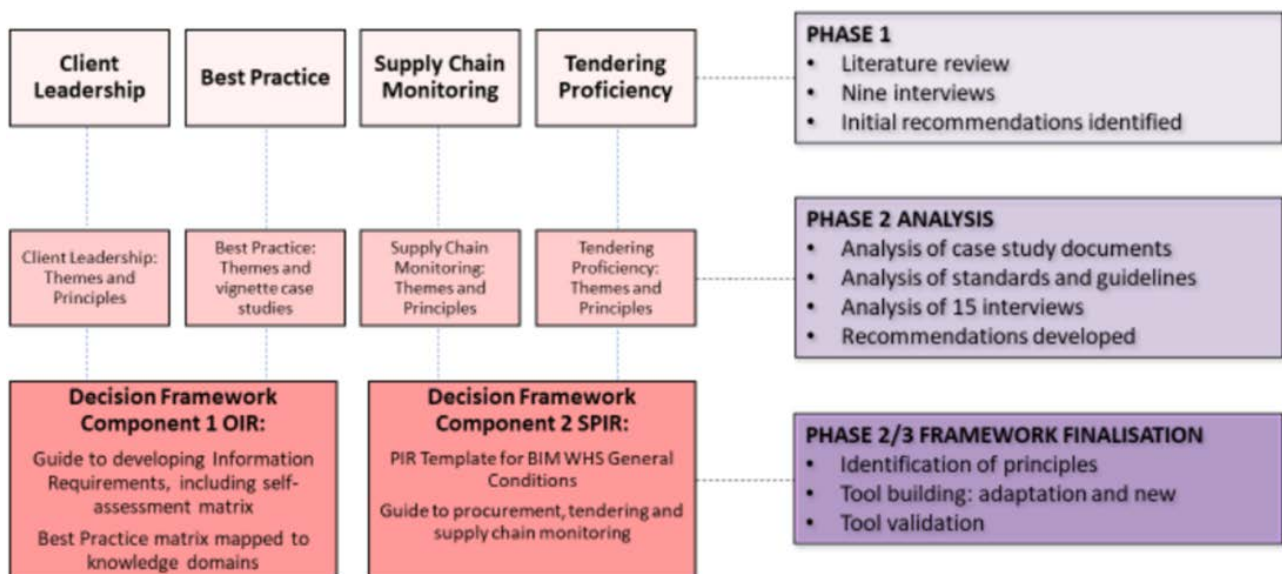 Client
Leadership
Best Practice
Supply Chain
Monitoring
Tendering
Proficiency
PHASE 1
• Literature review
• Nine interviews
• Initial recommendations identified
Client Leadership:
Themes and
Principles
Best Practice:
Themes and
vignette case
studies
Supply Chain
Monitoring:
Themes and
Principles
Tendering
Proficiency:
Themes and
Principles
PHASE 2 ANALYSIS
• Analysis of case study documents
• Analysis of standards and guidelines
• Analysis of 15 interviews
• Recommendations developed
Decision Framework
Component 1 OIR:
Guide to developing Information
Requirements, including self-
assessment matrix
Best Practice matrix mapped to
knowledge domains
Decision Framework
Component 2 SPIR:
PIR Template for BIM WHS General
Conditions
Guide to procurement, tendering and
supply chain monitoring
PHASE 2/3 FRAMEWORK FINALISATION
• Identification of principles
• Tool building: adaptation and new
• Tool validation